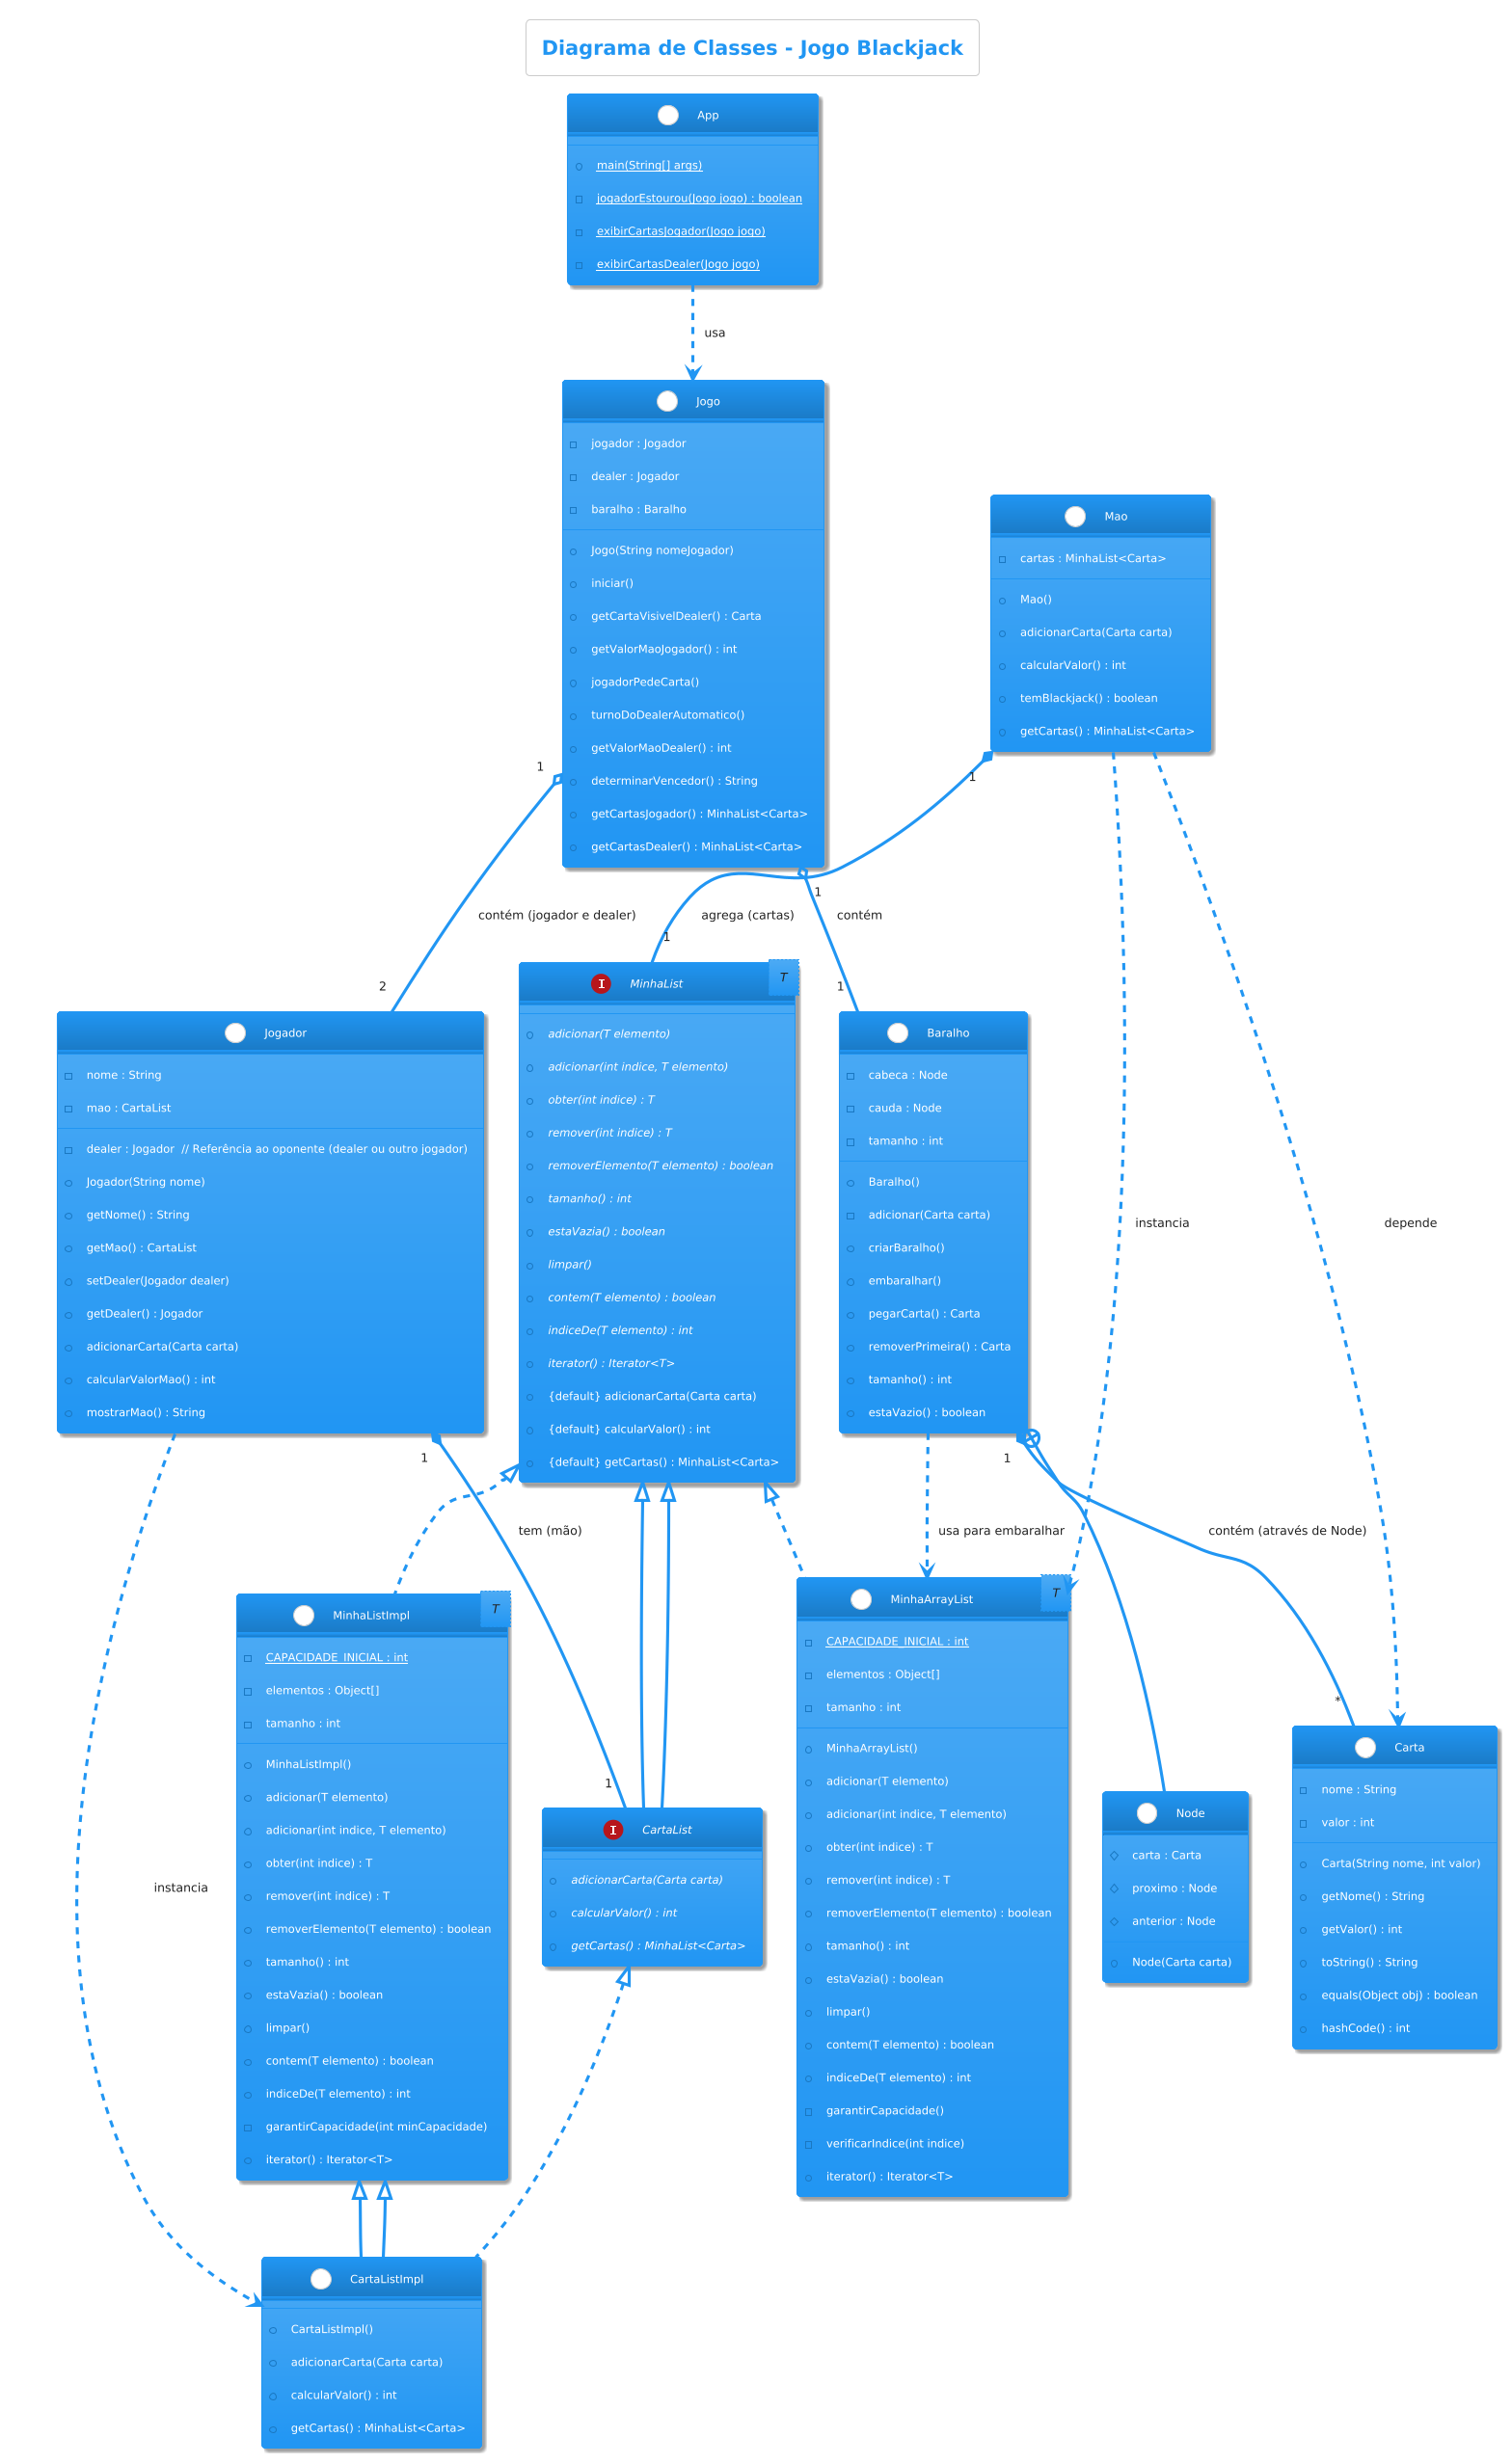 Diagrama de Classes - Jogo Blackjack
App
main(String[] args)
jogadorEstourou(Jogo jogo) : boolean
exibirCartasJogador(Jogo jogo)
exibirCartasDealer(Jogo jogo)
usa
Jogo
jogador : Jogador
dealer : Jogador
baralho : Baralho
Jogo(String nomeJogador)
iniciar()
getCartaVisivelDealer() : Carta
getValorMaoJogador() : int
jogadorPedeCarta()
turnoDoDealerAutomatico()
getValorMaoDealer() : int
determinarVencedor() : String
getCartasJogador() : MinhaList<Carta>
getCartasDealer() : MinhaList<Carta>
Mao
cartas : MinhaList<Carta>
Mao()
adicionarCarta(Carta carta)
calcularValor() : int
temBlackjack() : boolean
getCartas() : MinhaList<Carta>
1
1
1
contém (jogador e dealer)
agrega (cartas)
contém
1
2
1
Jogador
nome : String
mao : CartaList
dealer : Jogador // Referência ao oponente (dealer ou outro jogador)
Jogador(String nome)
getNome() : String
getMao() : CartaList
setDealer(Jogador dealer)
getDealer() : Jogador
adicionarCarta(Carta carta)
calcularValorMao() : int
mostrarMao() : String
MinhaList
T
adicionar(T elemento)
adicionar(int indice, T elemento)
obter(int indice) : T
remover(int indice) : T
removerElemento(T elemento) : boolean
tamanho() : int
estaVazia() : boolean
limpar()
contem(T elemento) : boolean
indiceDe(T elemento) : int
iterator() : Iterator<T>
{default} adicionarCarta(Carta carta)
{default} calcularValor() : int
{default} getCartas() : MinhaList<Carta>
Baralho
cabeca : Node
cauda : Node
tamanho : int
Baralho()
adicionar(Carta carta)
criarBaralho()
embaralhar()
pegarCarta() : Carta
removerPrimeira() : Carta
tamanho() : int
estaVazio() : boolean
instancia
depende
1
1
tem (mão)
usa para embaralhar
contém (através de Node)
MinhaListImpl
T
CAPACIDADE_INICIAL : int
elementos : Object[]
tamanho : int
MinhaListImpl()
adicionar(T elemento)
adicionar(int indice, T elemento)
obter(int indice) : T
remover(int indice) : T
removerElemento(T elemento) : boolean
tamanho() : int
estaVazia() : boolean
limpar()
contem(T elemento) : boolean
indiceDe(T elemento) : int
garantirCapacidade(int minCapacidade)
iterator() : Iterator<T>
instancia
1
I
CartaList
adicionarCarta(Carta carta)
calcularValor() : int
getCartas() : MinhaList<Carta>
MinhaArrayList
T
CAPACIDADE_INICIAL : int
elementos : Object[]
tamanho : int
MinhaArrayList()
adicionar(T elemento)
adicionar(int indice, T elemento)
obter(int indice) : T
remover(int indice) : T
removerElemento(T elemento) : boolean
tamanho() : int
estaVazia() : boolean
limpar()
contem(T elemento) : boolean
indiceDe(T elemento) : int
garantirCapacidade()
verificarIndice(int indice)
iterator() : Iterator<T>
Node
carta : Carta
proximo : Node
anterior : Node
Node(Carta carta)
*
Carta
nome : String
valor : int
Carta(String nome, int valor)
getNome() : String
getValor() : int
toString() : String
equals(Object obj) : boolean
hashCode() : int
CartaListImpl
CartaListImpl()
adicionarCarta(Carta carta)
calcularValor() : int
getCartas() : MinhaList<Carta>